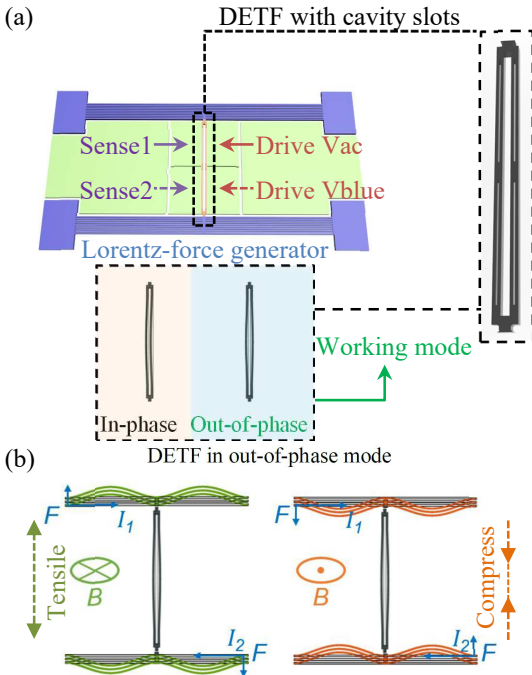 (a)
DETF with cavity slots
Sense1
Drive Vac
Sense2
Drive Vblue
Lorentz-force generator
Working mode
In-phase
Out-of-phase
(b)
DETF in out-of-phase mode
F
I1
B
Tensile
I2
F
F
I1
B
Compress
I2
F